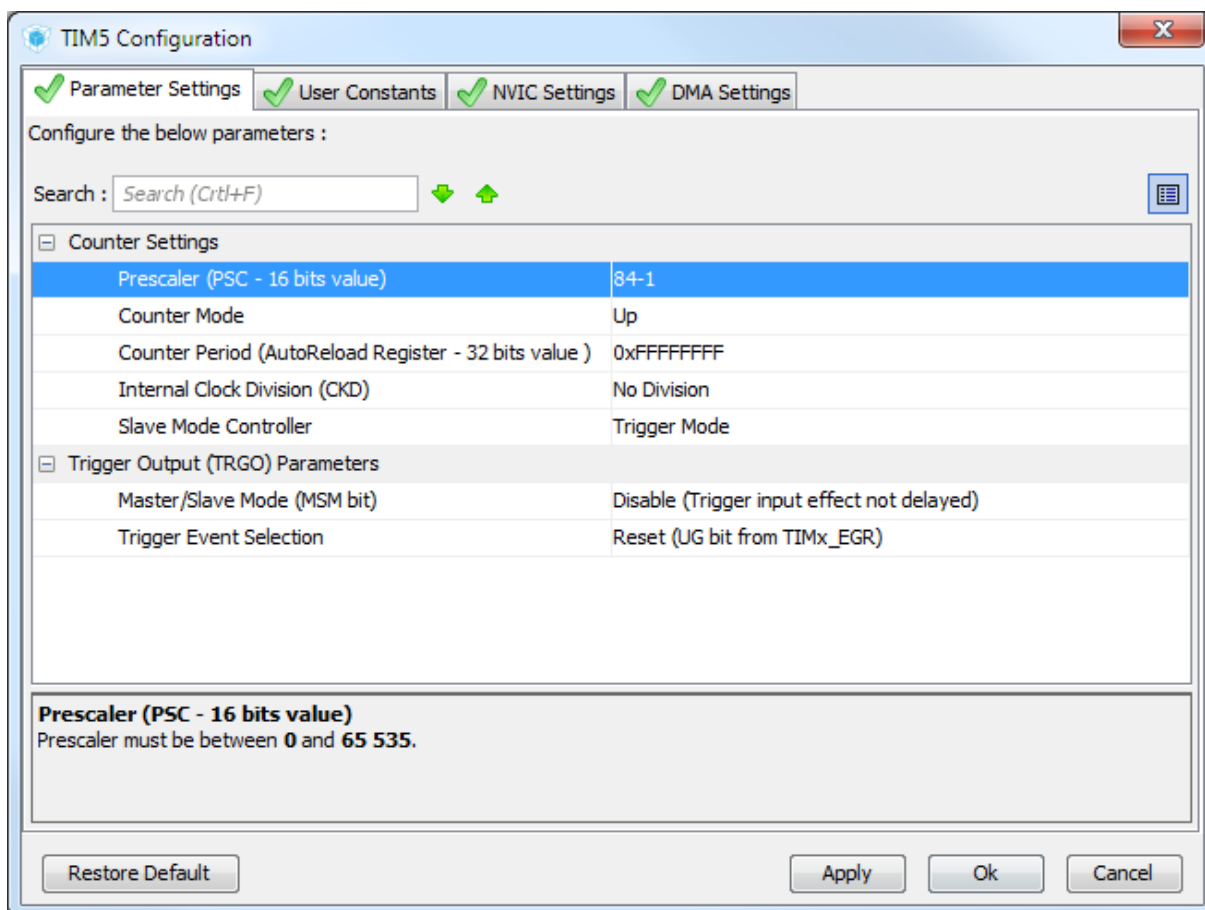 TIM5 Configuration
Parameter Settings User Constants NVIC Settings DMA Settings
Configure the below parameters :
Search : Search (Crtl+F)
Counter Settings
Prescaler (PSC - 16 bits value) 84-1
Counter Mode Up
Counter Period (AutoReload Register - 32 bits value ) 0xFFFFFFFF
Internal Clock Division (CKD) No Division
Slave Mode Controller Trigger Mode
Trigger Output (TRGO) Parameters
Master/Slave Mode (MSM bit) Disable (Trigger input effect not delayed)
Trigger Event Selection Reset (UG bit from TIMx_EGR)
Prescaler (PSC - 16 bits value)
Prescaler must be between 0 and 65 535.
Restore Default Apply Ok Cancel